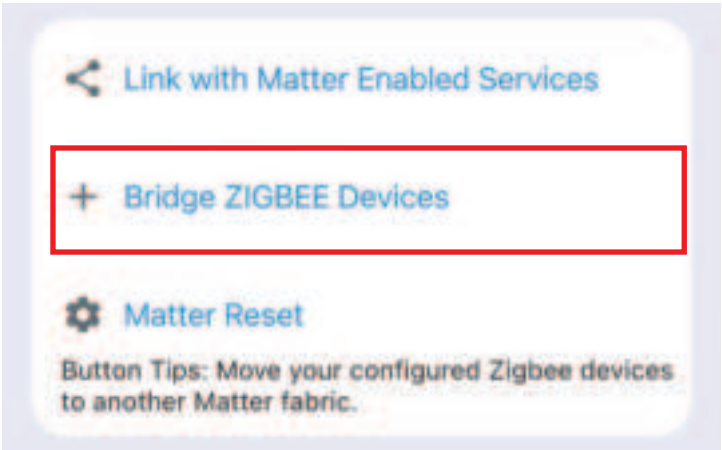 Link with Matter Enabled Services
Bridge ZIGBEE Devices
Matter Reset
Button Tips: Move your configured Zigbee devices
to another Matter fabric.